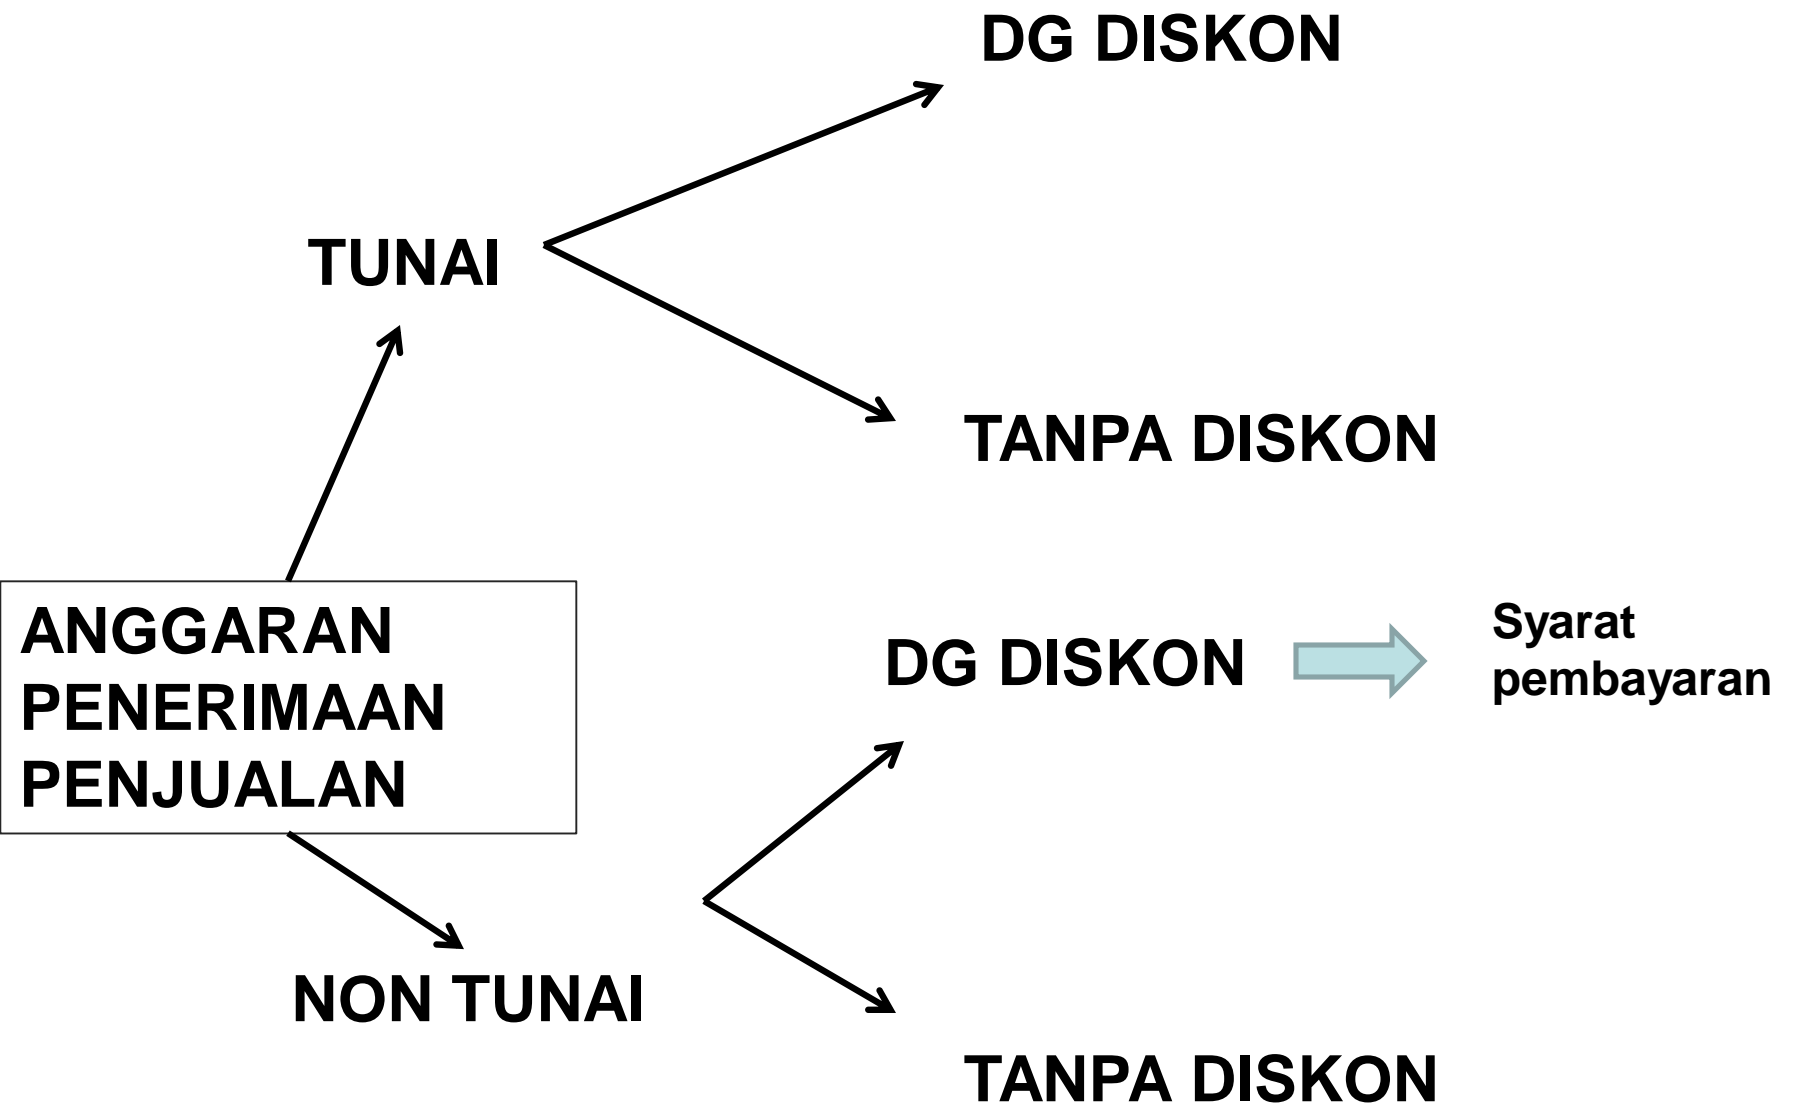 DG DISKON
TUNAI
TANPA DISKON
ANGGARAN
PENERIMAAN
PENJUALAN
DG DISKON
Syarat
pembayaran
NON TUNAI
TANPA DISKON